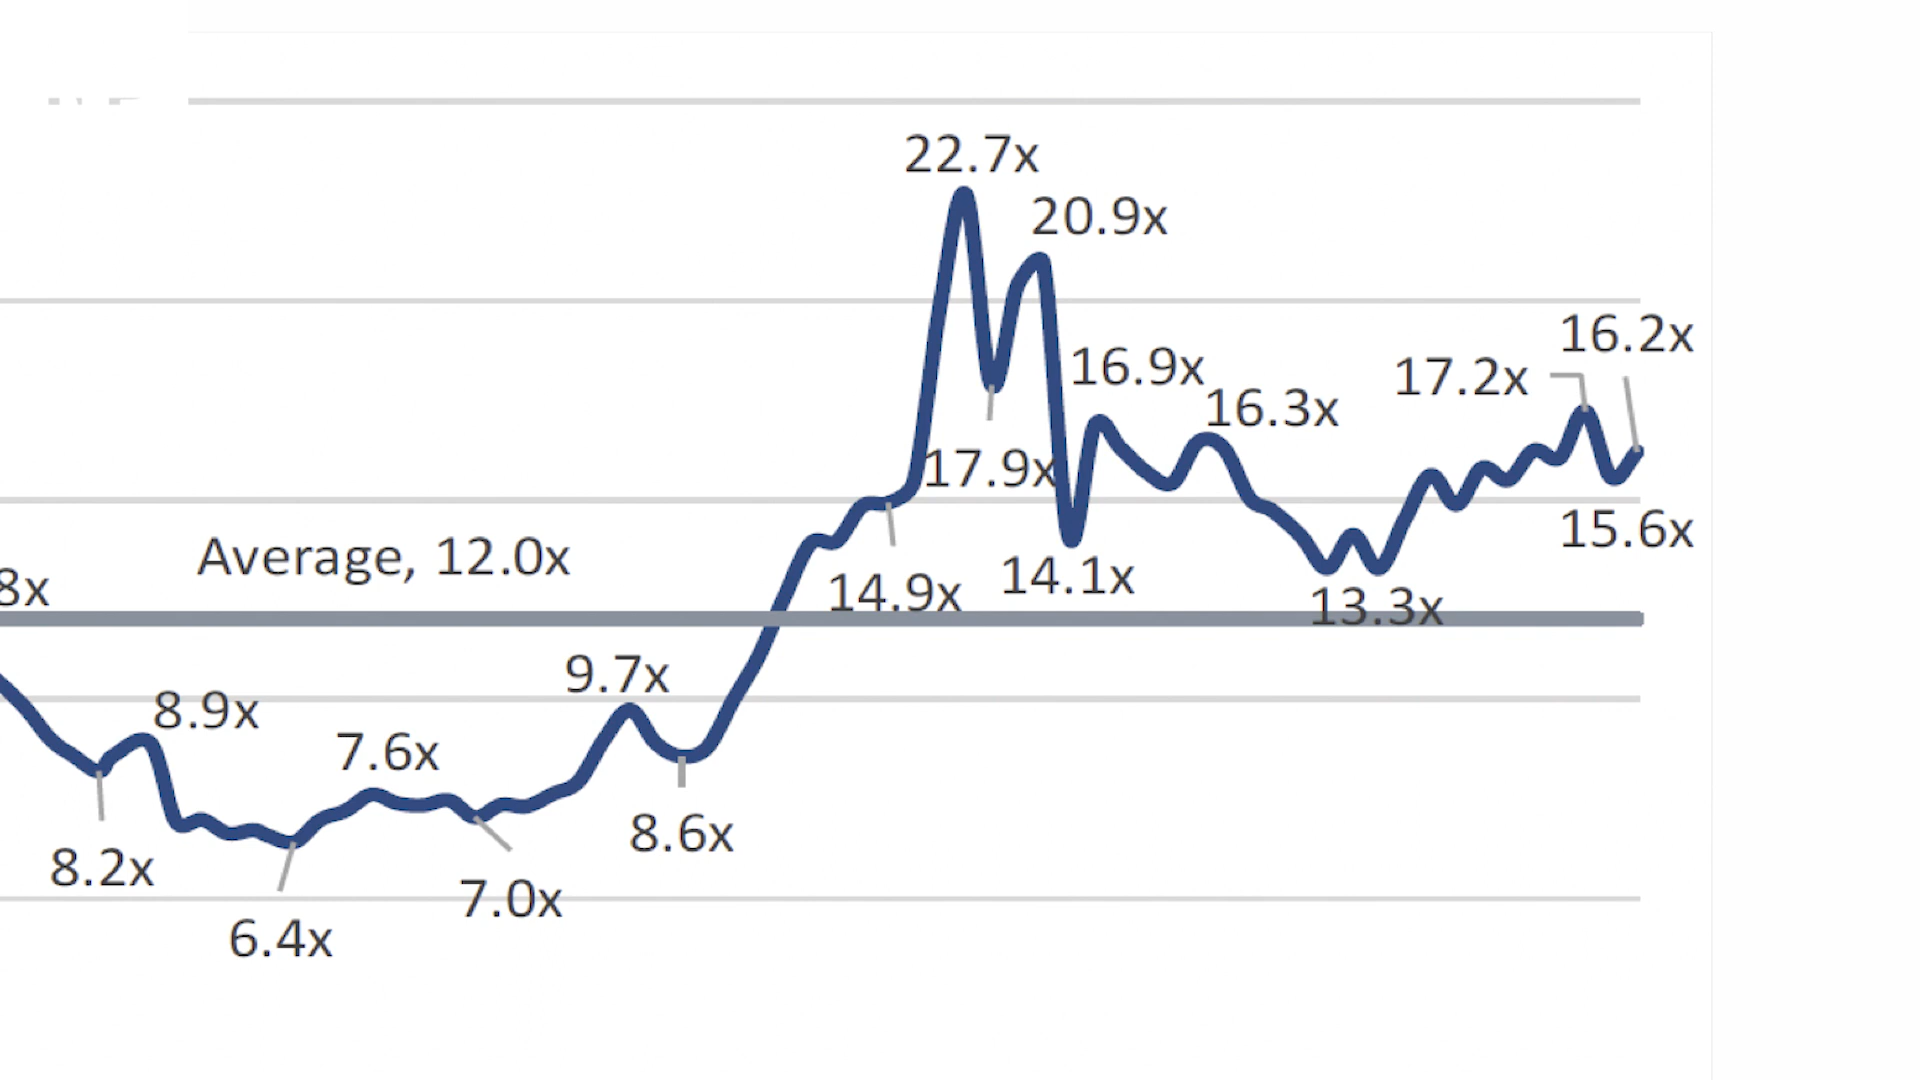 22.7x
20.9x
16.2x
16.9x
17.2x
16.3x
17.9x
15.6x
Average, 12.0x
8x
14.1x
14.9x
13.3x
9.7x
8.9x
7.6x
8.6x
8.2x
7.0x
6.4x